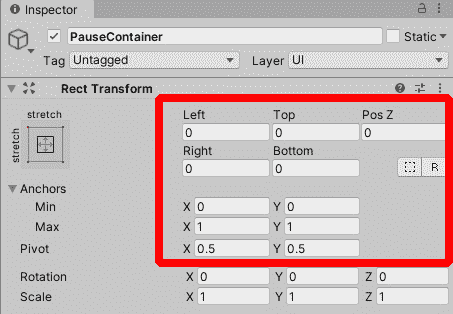 Inspector
PauseContainer
Static
Tag Untagged Layer UI
Rect Transform
stretch
stretch
Left Top Pos Z
0 0 0
Right Bottom
0 0
R
Anchors
Min X 0 Y 0
Max X 1 Y 1
Pivot X 0.5 Y 0.5
Rotation X 0 Y 0 Z 0
Scale X 1 Y 1 Z 1